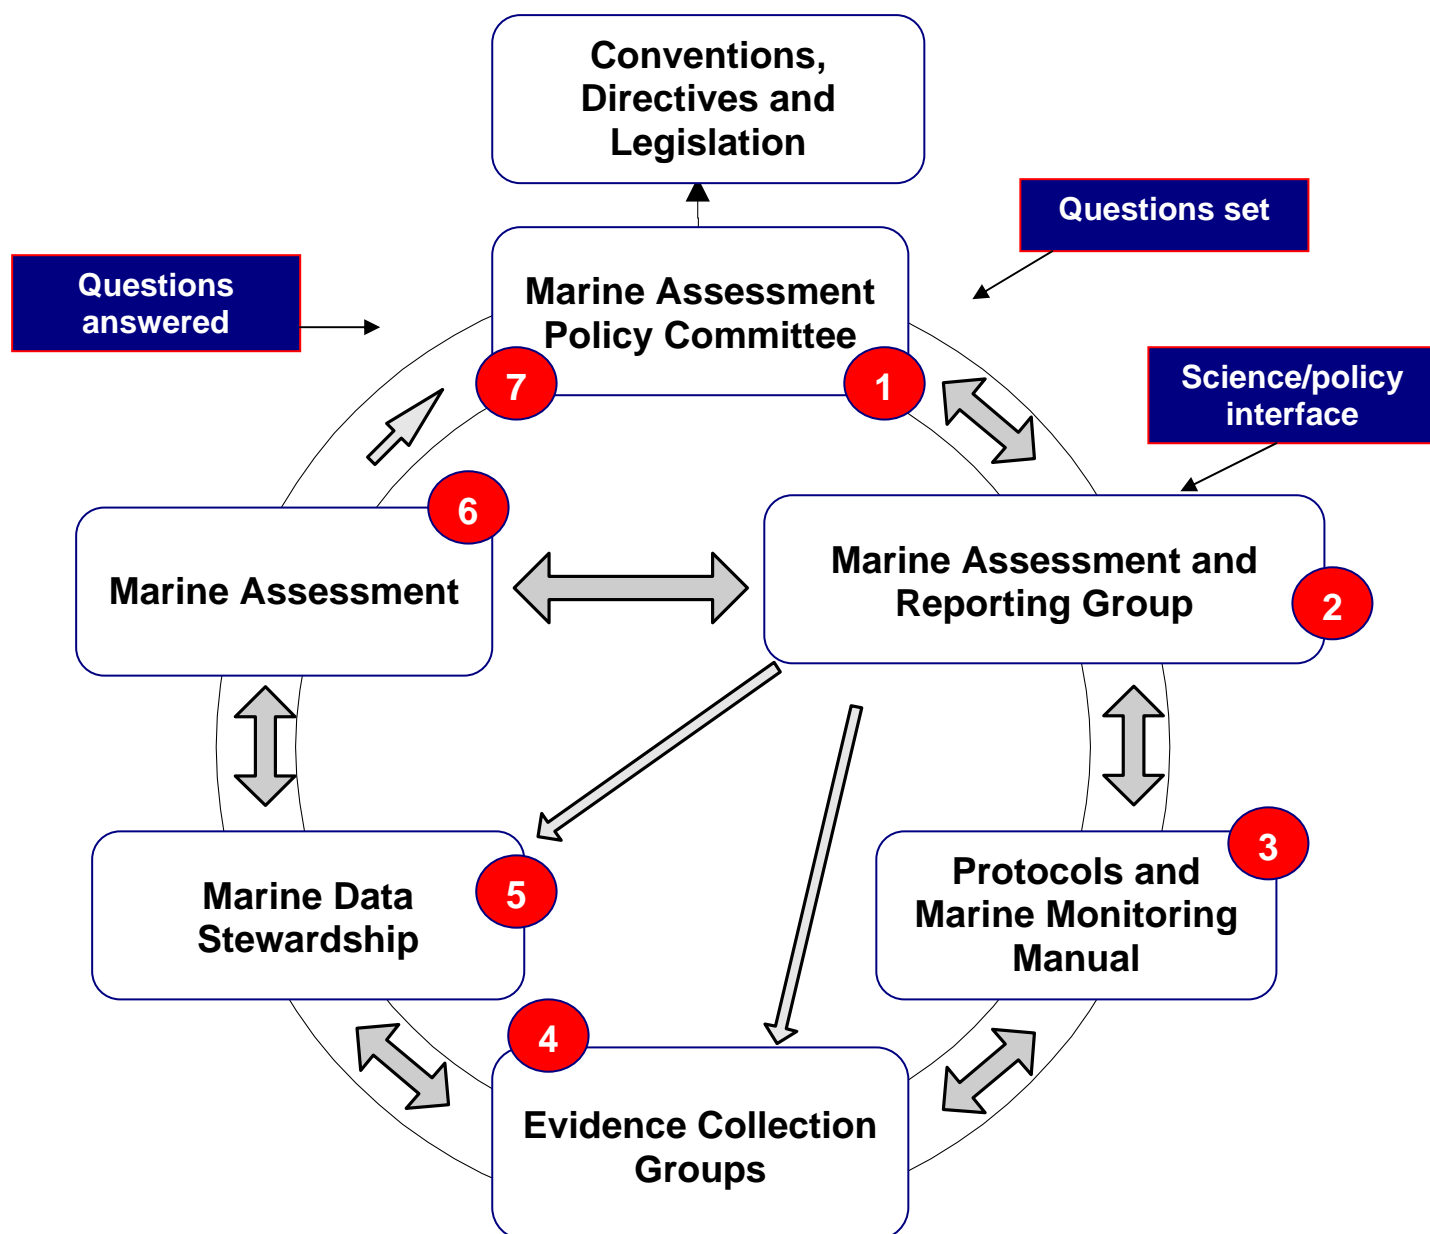 Conventions,
Directives and
Legislation
Questions set
Questions
answered
Marine Assessment
Policy Committee
7
1
Science/policy
interface
6
Marine Assessment
Marine Assessment and
Reporting Group
2
3
Protocols and
Marine Monitoring
Manual
Marine Data
Stewardship
5
4
Evidence Collection
Groups